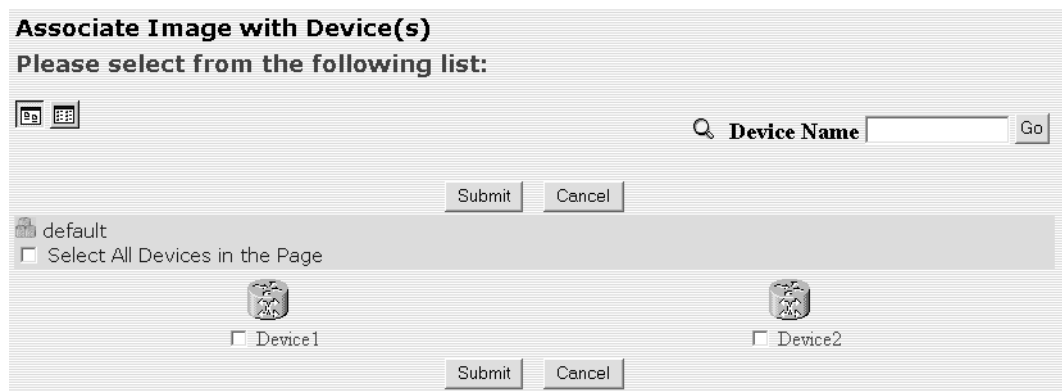 Associate Image with Device(s)
Please select from the following list:
Device Name Go
Submit Cancel
default
Select All Devices in the Page
Device1 Device2
Submit Cancel